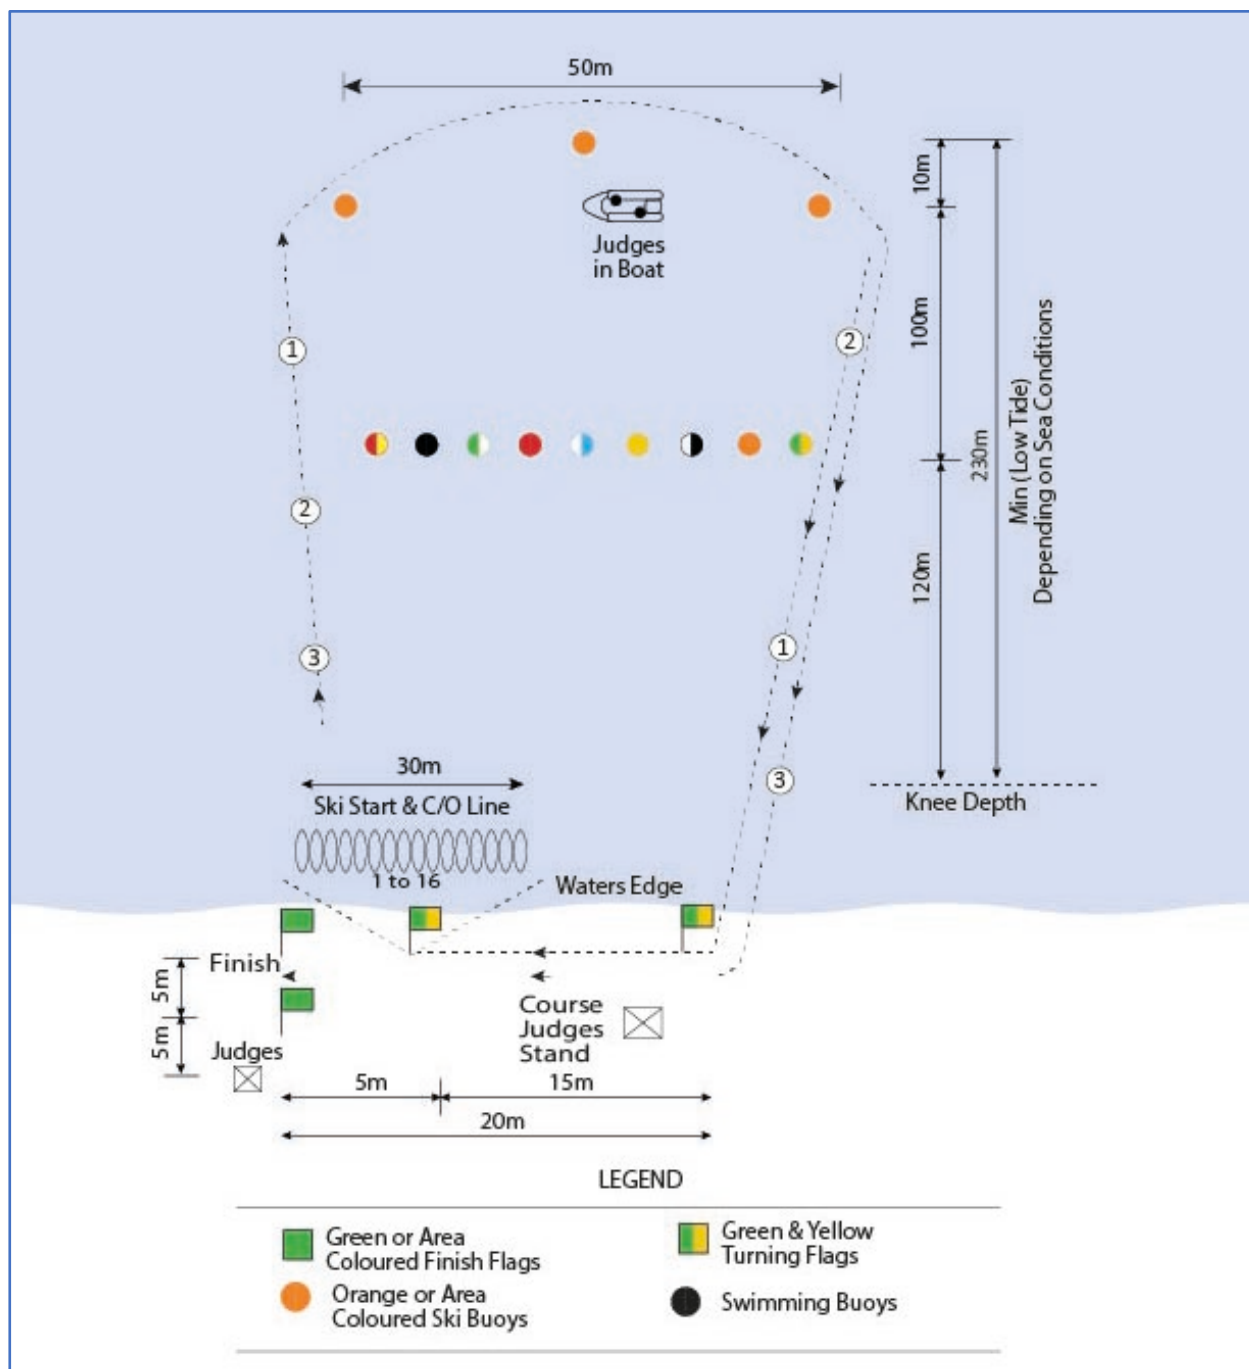 50m
10m
Judges
in Boat
100m
1
2
230m
Min (Low Tide)
Depending on Sea Conditions
2
120m
1
3
3
30m
Ski Start & C/O Line
Knee Depth
1 to 16
Waters Edge
Finish
5m
Course
Judges
Stand
5m
Judges
5m
15m
20m
LEGEND
Green or Area
Coloured Finish Flags
Green & Yellow
Turning Flags
Orange or Area
Coloured Ski Buoys
Swimming Buoys